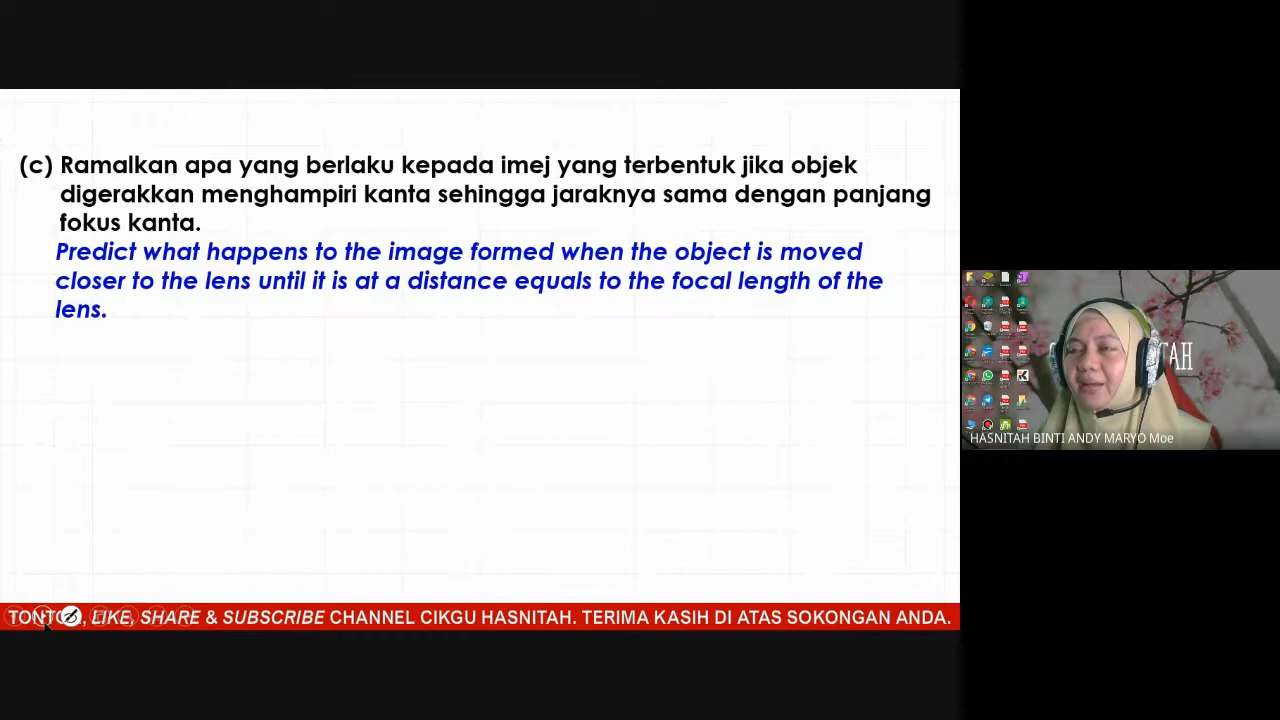 (c) Ramalkan apa yang berlaku kepada imej yang terbentuk jika objek
digerakkan menghampiri kanta sehingga jaraknya sama dengan panjang
fokus kanta.
Predict what happens to the image formed when the object is moved
closer to the lens until it is at a distance equals to the focal length of the
lens.
TAH
HASNITAH BINTI ANDY MARYO Moe
TONTON, LIKE, SHARE & SUBSCRIBE CHANNEL CIKGU HASNITAH. TERIMA KASIH DI ATAS SOKONGAN ANDA.